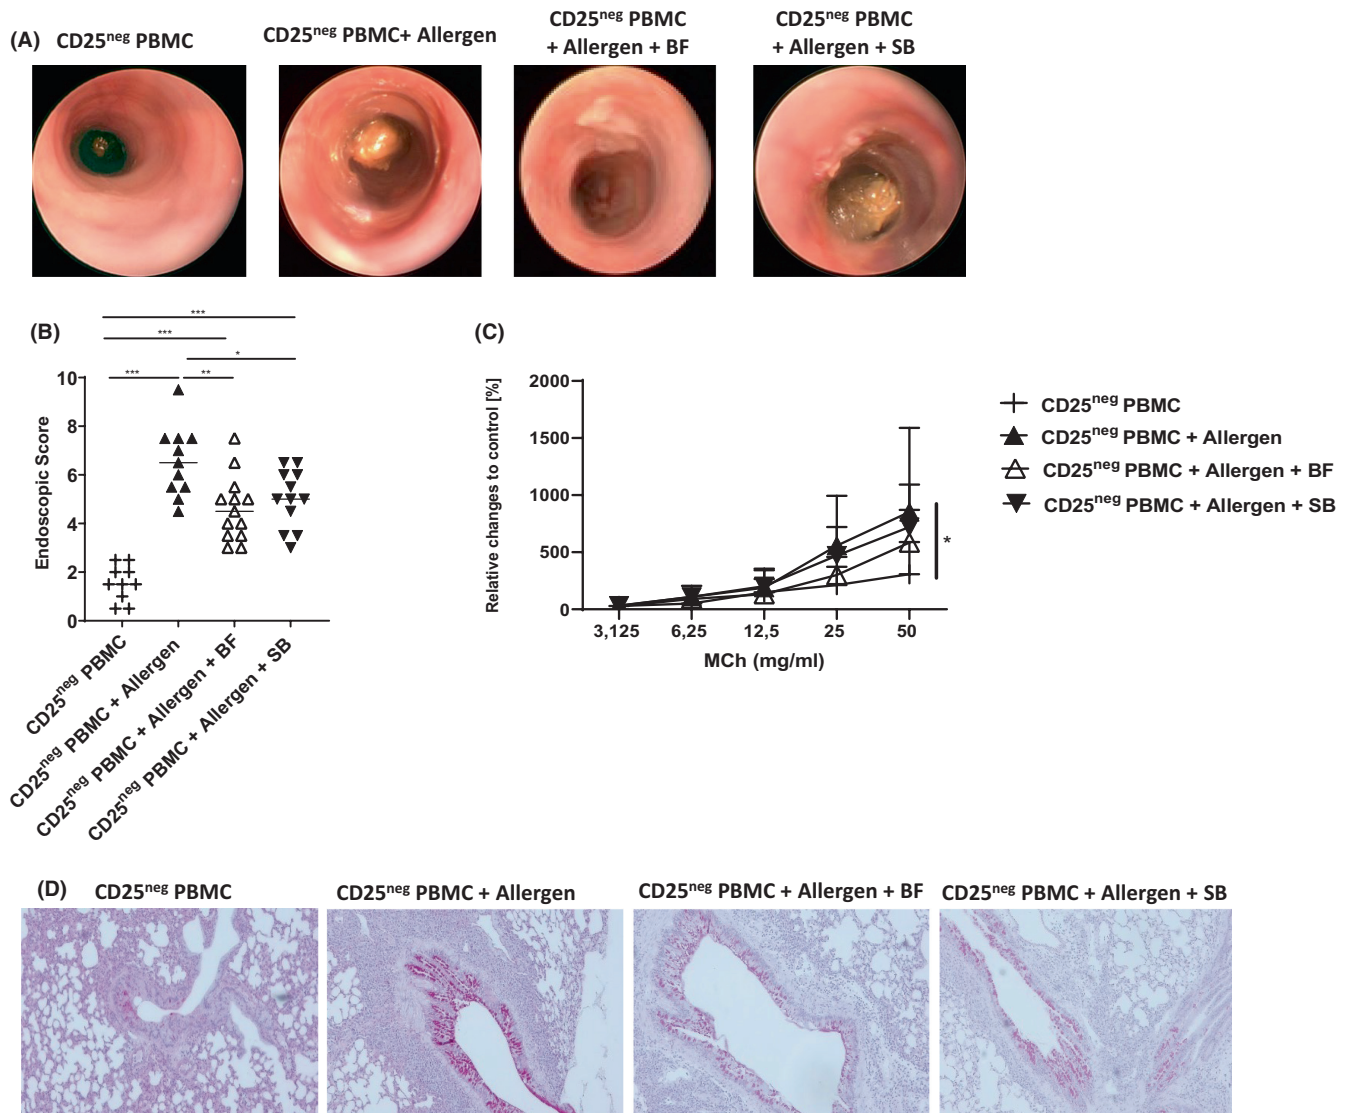 (A)
CD25neg PBMC
CD25neg PBMC+ Allergen
CD25neg PBMC
+ Allergen + BF
CD25neg PBMC
+ Allergen + SB
(B)
***
***
*
***
**
Endoscopic Score
10
8
6
4
2
0
CD25neg PBMC
CD25neg PBMC + Allergen
CD25neg PBMC + Allergen + BF
CD25neg PBMC + Allergen + SB
(C)
Relative changes to control [%]
2000
1500
1000
500
0
3,125
6,25
12,5
25
50
MCh (mg/ml)
*
CD25neg PBMC
CD25neg PBMC + Allergen
CD25neg PBMC + Allergen + BF
CD25neg PBMC + Allergen + SB
(D)
CD25neg PBMC
CD25neg PBMC + Allergen
CD25neg PBMC + Allergen + BF
CD25neg PBMC + Allergen + SB